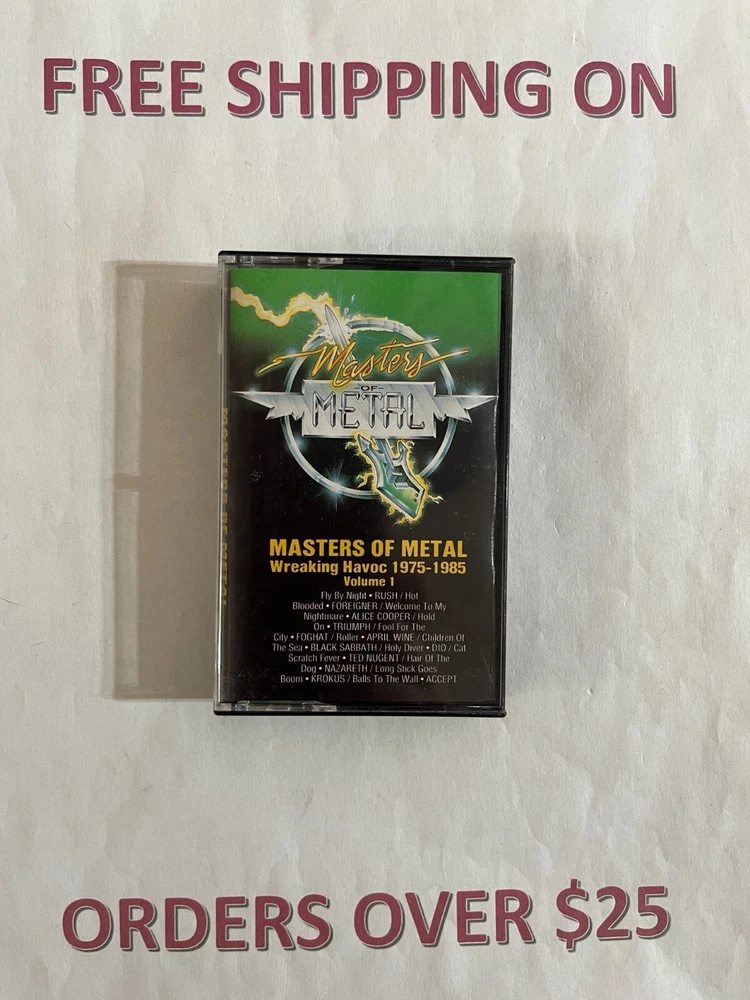 FREE SHIPPING ON
Masters
-OF-
METAL
MASTERS OF METAL
MASTERS OF METAL
Wreaking Havoc 1975-1985
Volume 1
Fly By Night • RUSH / Hot
Blooded • FOREIGNER / Welcome To My
Nightmare • ALICE COOPER / Hold
On • TRIUMPH / Fool For The
City • FOGHAT / Roller • APRIL WINE / Children Of
The Sea • BLACK SABBATH / Holy Diver • DIO / Cat
Scratch Fever • TED NUGENT / Hair Of The
Dog • NAZARETH / Long Stick Goes
Boom • KROKUS / Balls To The Wall • ACCEPT
ORDERS OVER $25